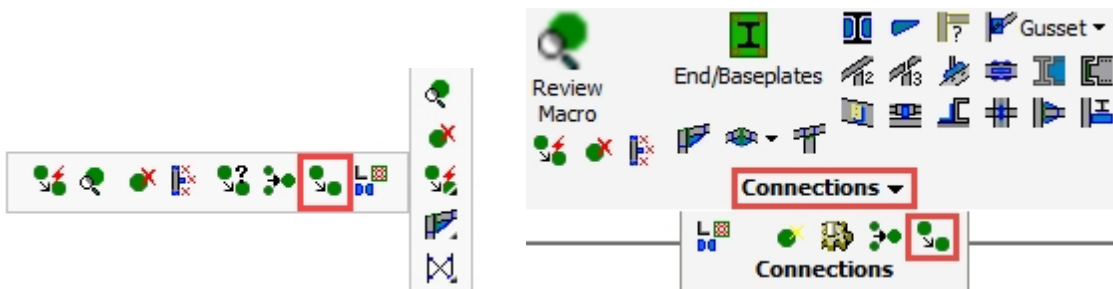 Review
Macro
End/Baseplates
Gusset
Connections
Connections